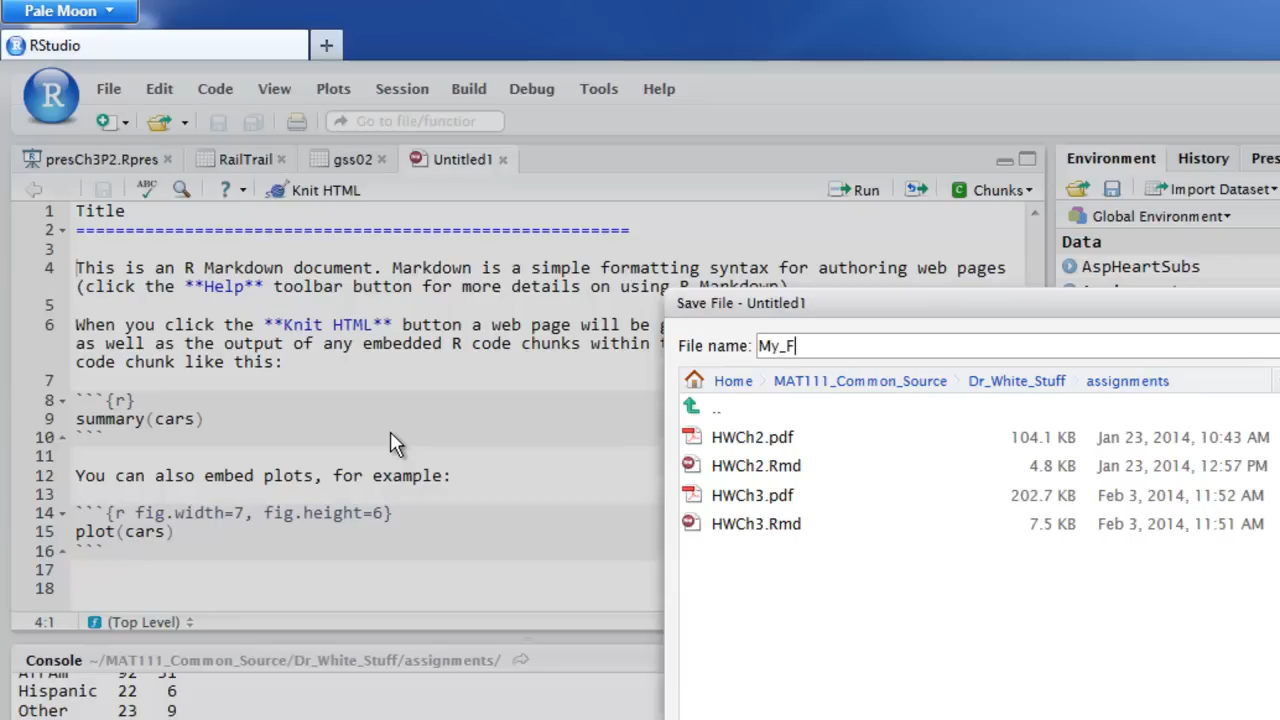 Pale Moon
RStudio
File Edit Code View Plots Session Build Debug Tools Help
Go to file/function
presCh3P2.Rpres RailTrail gss02 Untitled1
ABC ? Knit HTML Run Chunks
1 Title
2 =========================================================
3
4 This is an R Markdown document. Markdown is a simple formatting syntax for authoring web pages
(click the **Help** toolbar button for more details on using R Markdown).
5
6 When you click the **Knit HTML** button a web page will be g
as well as the output of any embedded R code chunks within t
code chunk like this:
7
8 ```{r}
9 summary(cars)
10 ```
11
12 You can also embed plots, for example:
13
14 ```{r fig.width=7, fig.height=6}
15 plot(cars)
16 ```
17
18
4:1 (Top Level)
Console ~/MAT111_Common_Source/Dr_White_Stuff/assignments/
AfrAm 92 31
Hispanic 22 6
Other 23 9
Environment History Pres
Import Dataset
Global Environment
Data
AspHeartSubs
Save File - Untitled1
File name: My_F
Home MAT111_Common_Source Dr_White_Stuff assignments
..
HWCh2.pdf 104.1 KB Jan 23, 2014, 10:43 AM
HWCh2.Rmd 4.8 KB Jan 23, 2014, 12:57 PM
HWCh3.pdf 202.7 KB Feb 3, 2014, 11:52 AM
HWCh3.Rmd 7.5 KB Feb 3, 2014, 11:51 AM